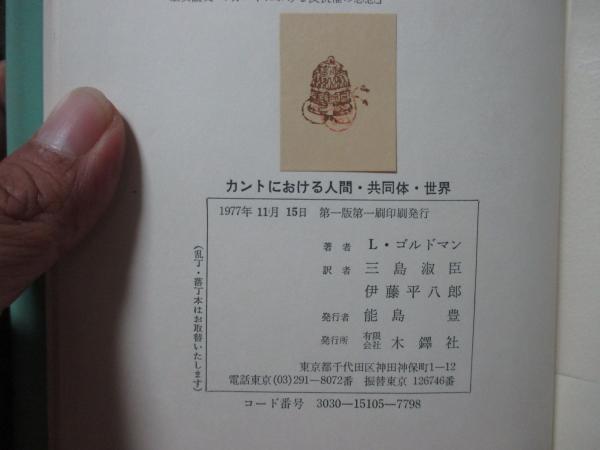 カントにおける人間・共同体・世界
1977年 11月 15日 第一版第一刷印刷発行
著者 L・ゴルドマン
訳者 三島淑臣
伊藤平八郎
発行者 能島豊
発行所 有限会社 木鐸社
東京都千代田区神田神保町1—12
電話東京(03)291—8072番 振替東京 126746番
コード番号 3030—15105—7798
(乱丁・落丁本はお取替いたします)